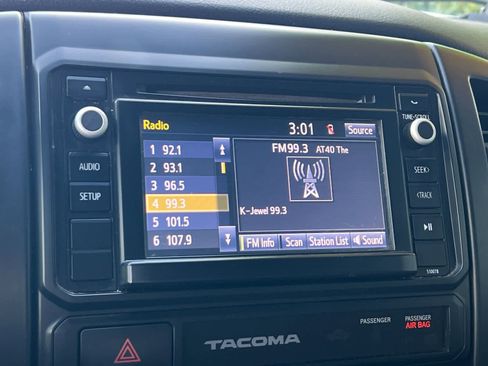 TUNE•SCROLL
Radio 3:01 Source
AUDIO
SETUP
1 92.1
2 93.1
3 96.5
4 99.3
5 101.5
6 107.9
FM99.3 AT40 The
K-Jewel 99.3
FM Info Scan Station List Sound
SEEK>
<TRACK
510078
PASSENGER
PASSENGER
AIR BAG
TACOMA